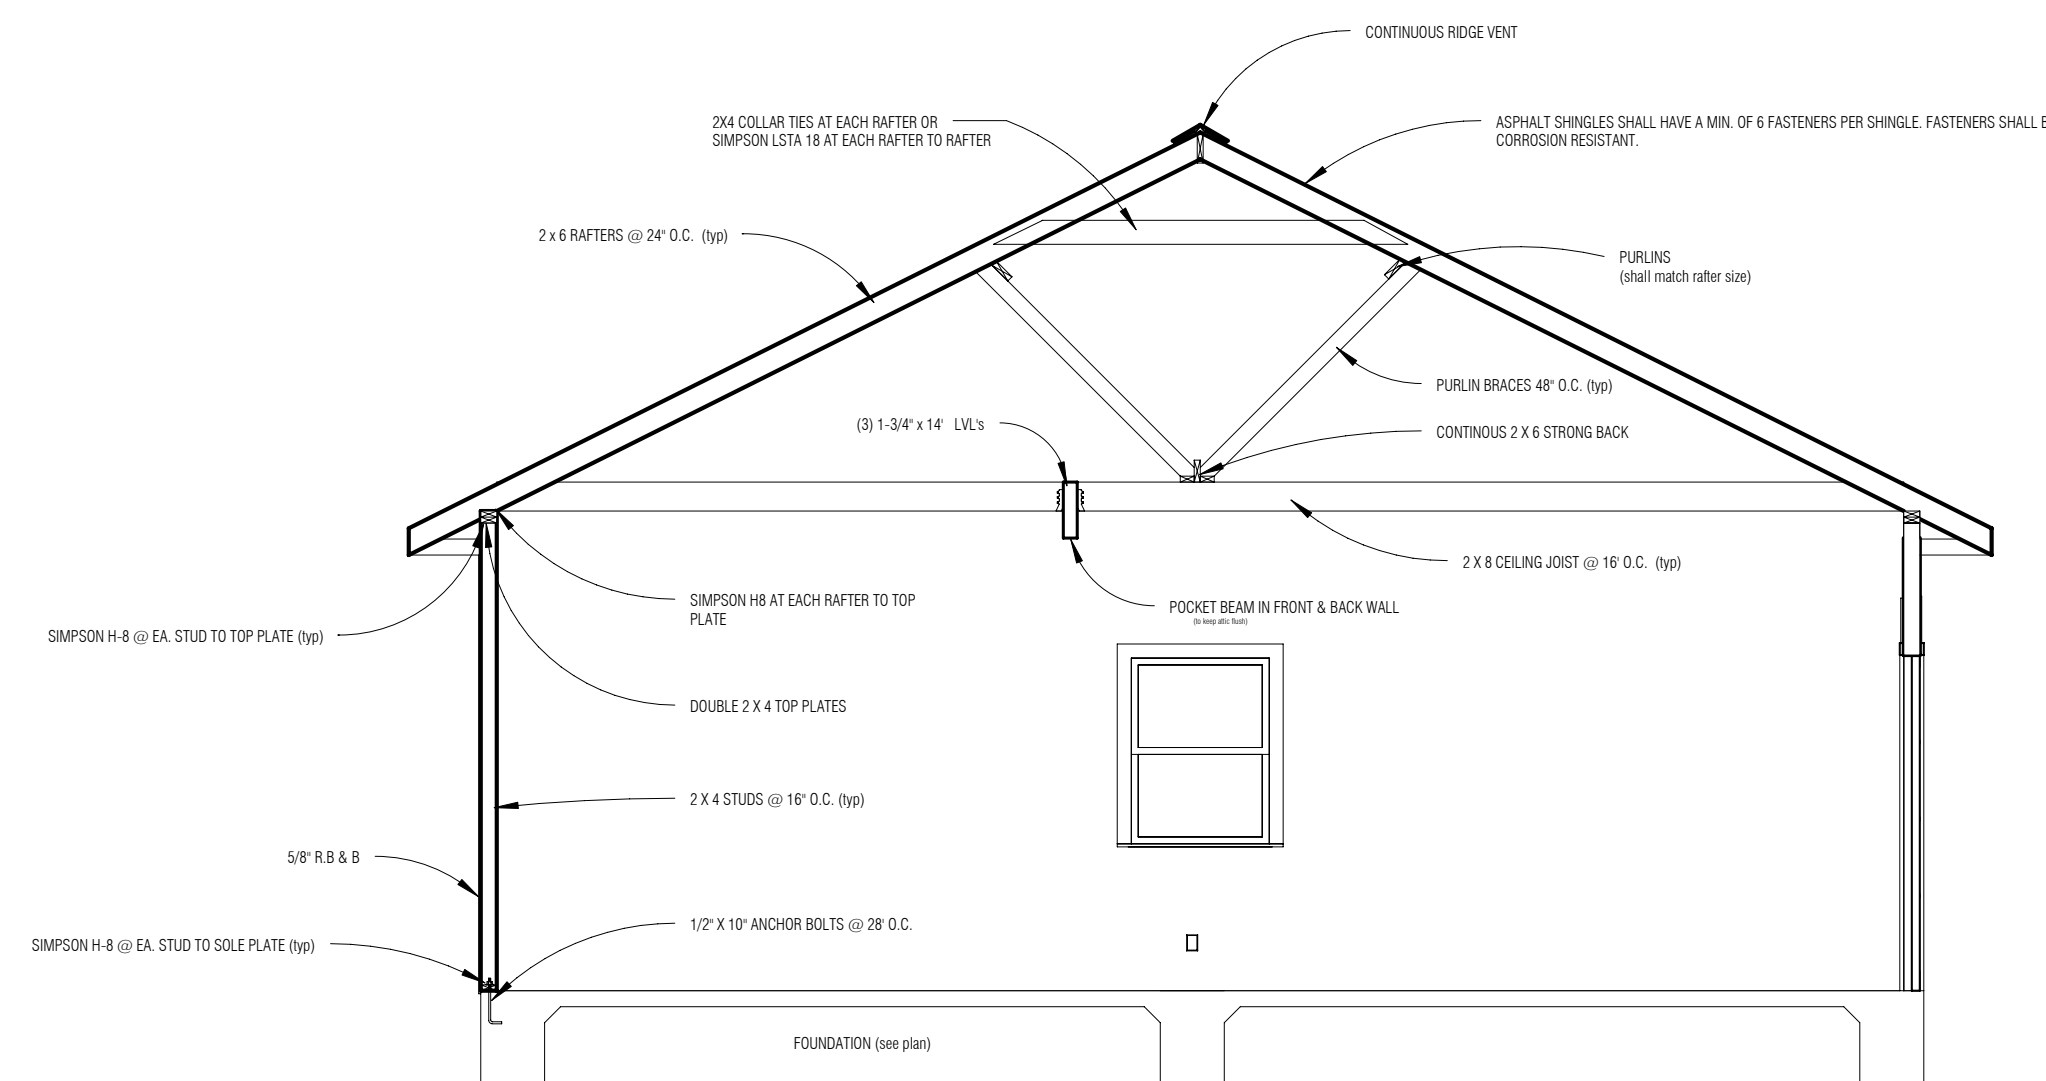 CONTINUOUS RIDGE VENT
2X4 COLLAR TIES AT EACH RAFTER OR
SIMPSON LSTA 18 AT EACH RAFTER TO RAFTER
ASPHALT SHINGLES SHALL HAVE A MIN. OF 6 FASTENERS PER SHINGLE. FASTENERS SHALL
CORROSION RESISTANT.
2 x 6 RAFTERS @ 24" O.C. (typ)
PURLINS
(shall match rafter size)
PURLIN BRACES 48" O.C. (typ)
(3) 1-3/4" x 14' LVL's
CONTINOUS 2 X 6 STRONG BACK
2 X 8 CEILING JOIST @ 16' O.C. (typ)
SIMPSON H8 AT EACH RAFTER TO TOP
PLATE
POCKET BEAM IN FRONT & BACK WALL
(to keep attic flush)
SIMPSON H-8 @ EA. STUD TO TOP PLATE (typ)
DOUBLE 2 X 4 TOP PLATES
2 X 4 STUDS @ 16" O.C. (typ)
5/8" R.B & B
1/2" X 10" ANCHOR BOLTS @ 28' O.C.
SIMPSON H-8 @ EA. STUD TO SOLE PLATE (typ)
FOUNDATION (see plan)